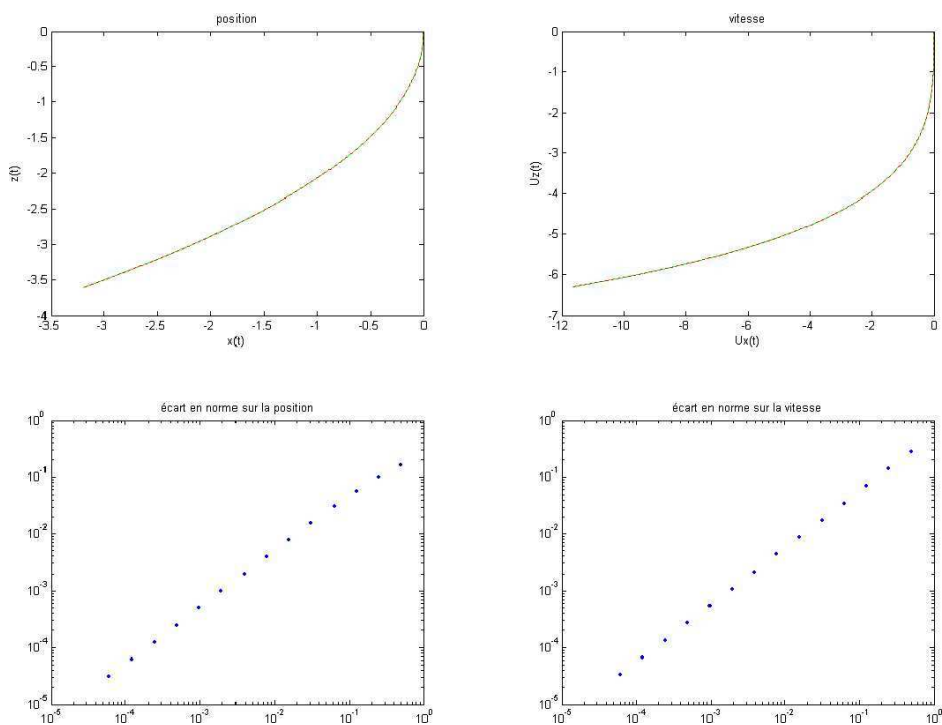 position
0
-0.5
-1
-1.5
-2
-2.5
-3
-3.5
-4
z(t)
-3.5 -3 -2.5 -2 -1.5 -1 -0.5 0
x(t)
vitesse
0
-1
-2
-3
-4
-5
-6
-7
Uz(t)
-12 -10 -8 -6 -4 -2 0
Ux(t)
écart en norme sur la position
10^0
10^-1
10^-2
10^-3
10^-4
10^-5
10^-5 10^-4 10^-3 10^-2 10^-1 10^0
écart en norme sur la vitesse
10^0
10^-1
10^-2
10^-3
10^-4
10^-5
10^-5 10^-4 10^-3 10^-2 10^-1 10^0